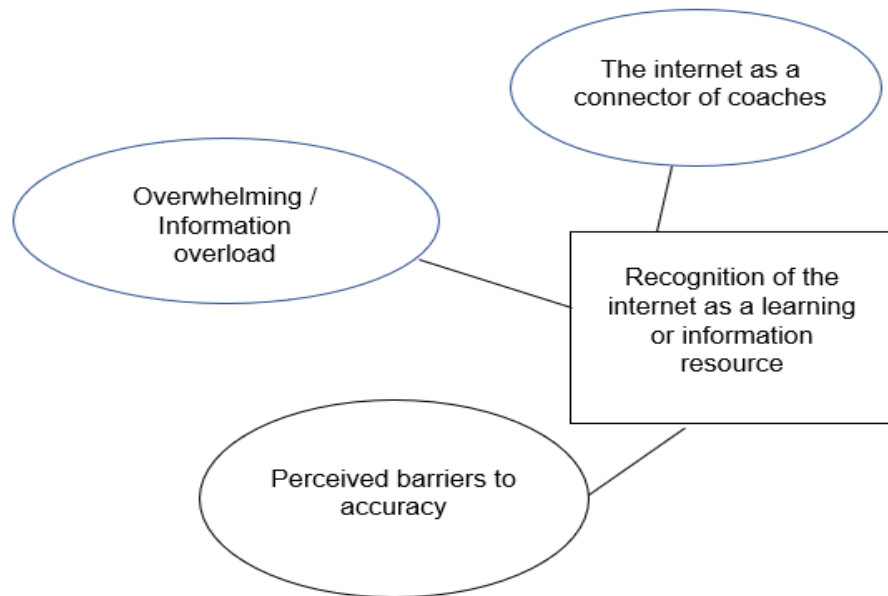 The internet as a
connector of coaches
Overwhelming /
Information
overload
Recognition of the
internet as a learning
or information
resource
Perceived barriers to
accuracy